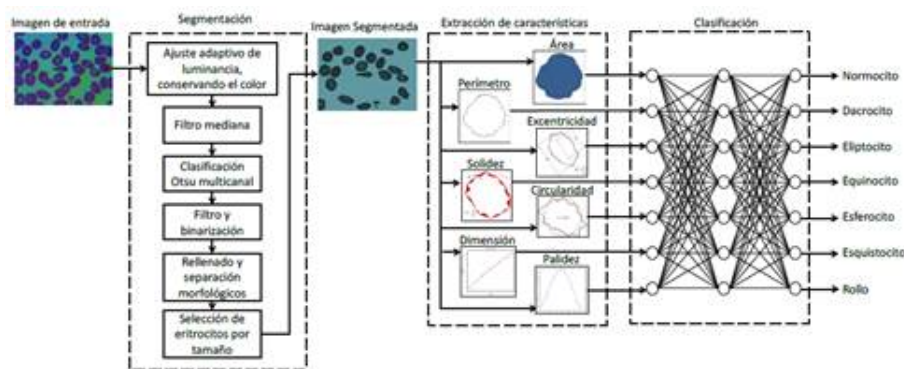 Imagen de entrada
Segmentación
Ajuste adaptivo de
luminancia,
conservando el color
Filtro mediana
Clasificación
Otsu multicanal
Filtro y
binarización
Rellenado y
separación
morfológicos
Selección de
eritrocitos por
tamaño
Imagen Segmentada
Extracción de características
Área
Perímetro
Excentricidad
Solidez
Circularidad
Dimensión
Palidez
Clasificación
Normocito
Dacrocito
Eliptocito
Equinocito
Esferocito
Esquistocito
Rollo